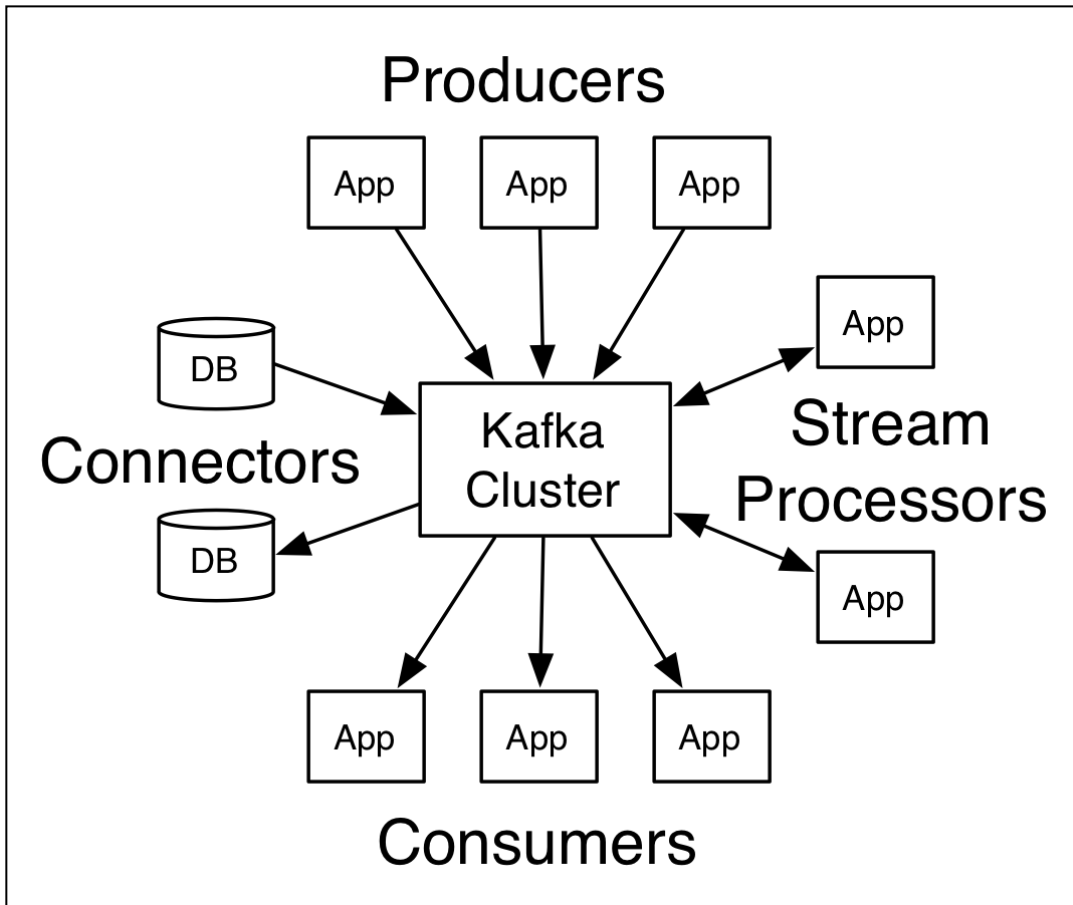 Producers
App
App
App
App
DB
Kafka
Cluster
Stream
Processors
Connectors
DB
App
App
App
App
Consumers